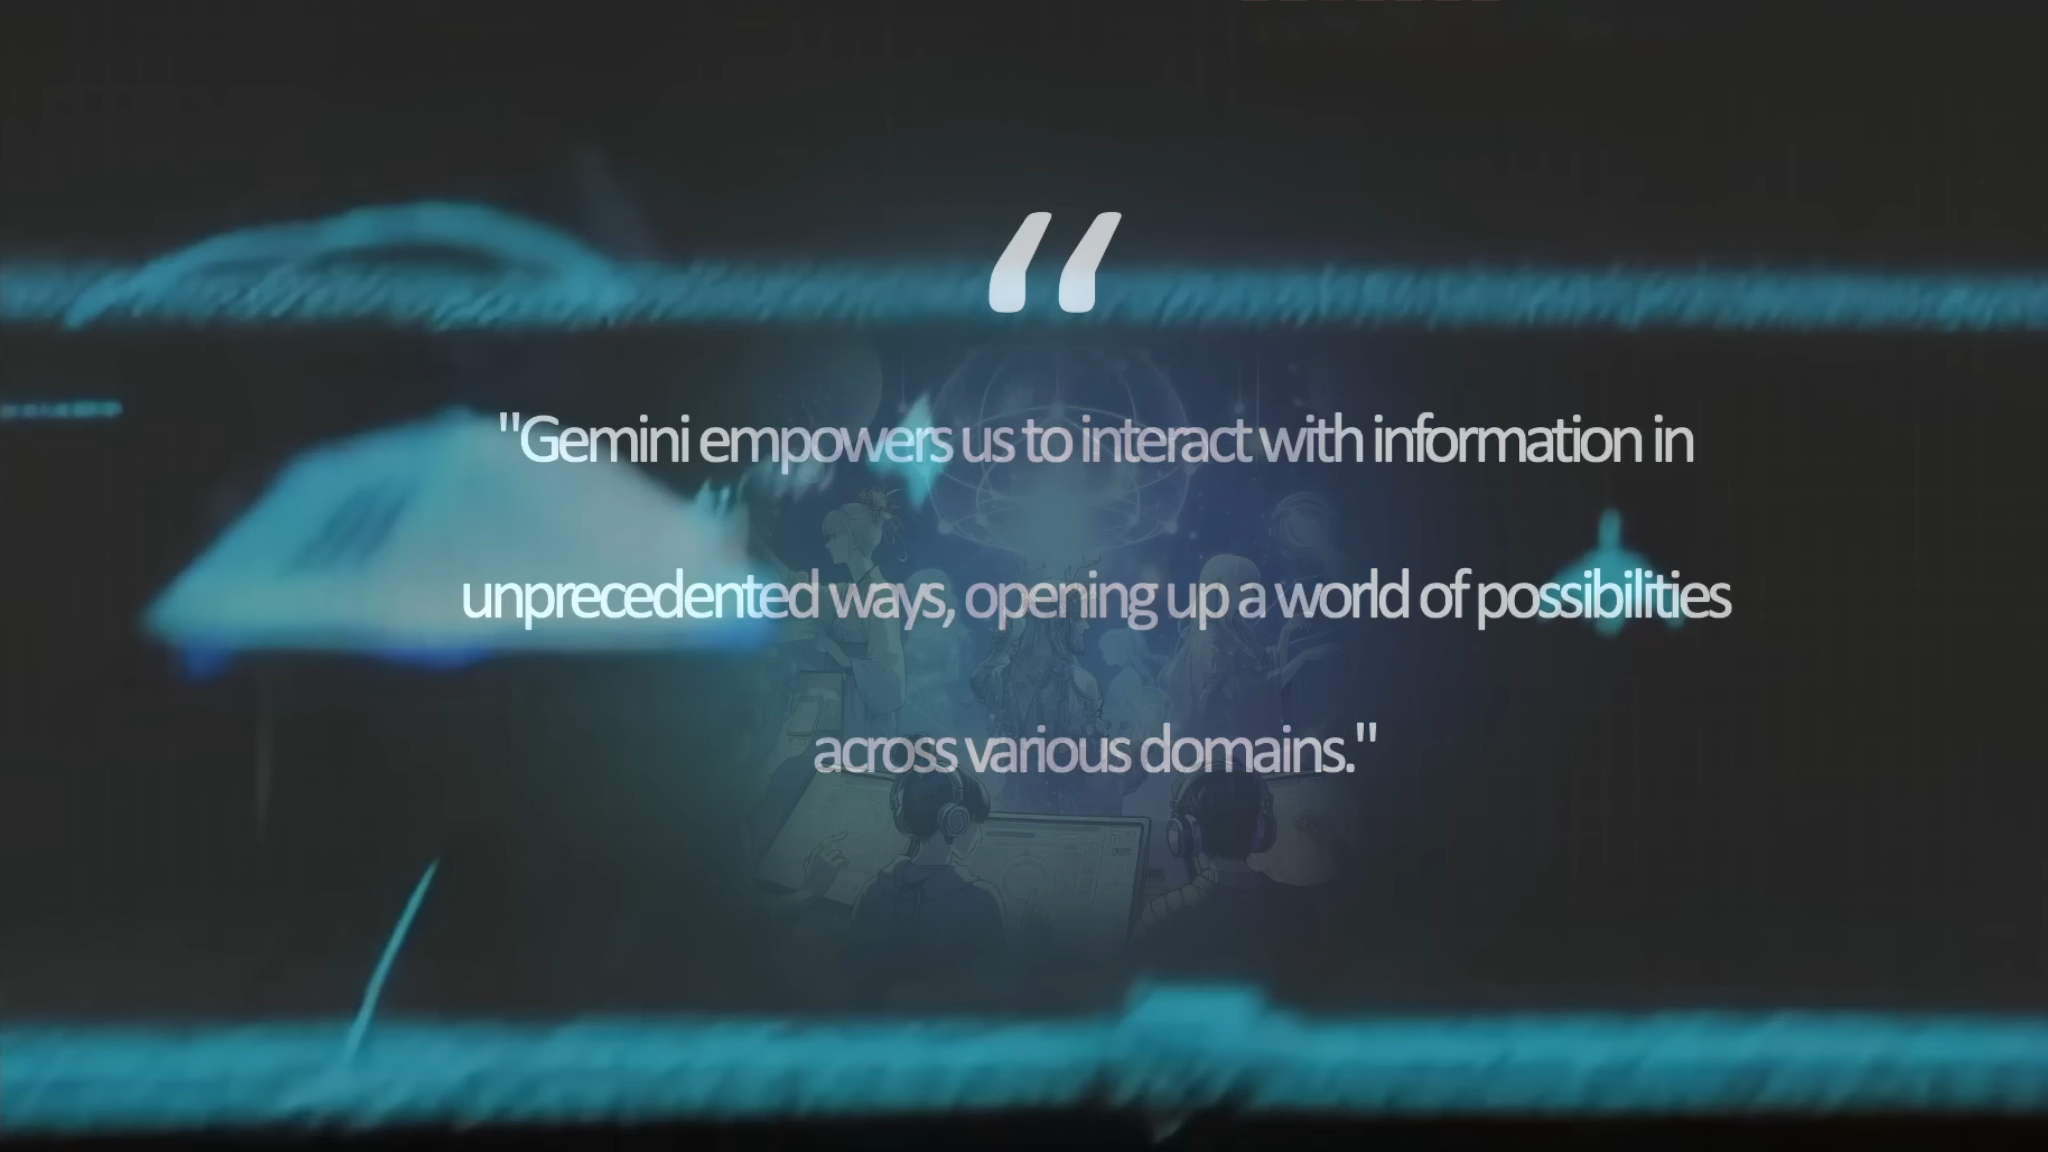 “
"Gemini empowers us to interact with information in
unprecedented ways, opening up a world of possibilities
across various domains."